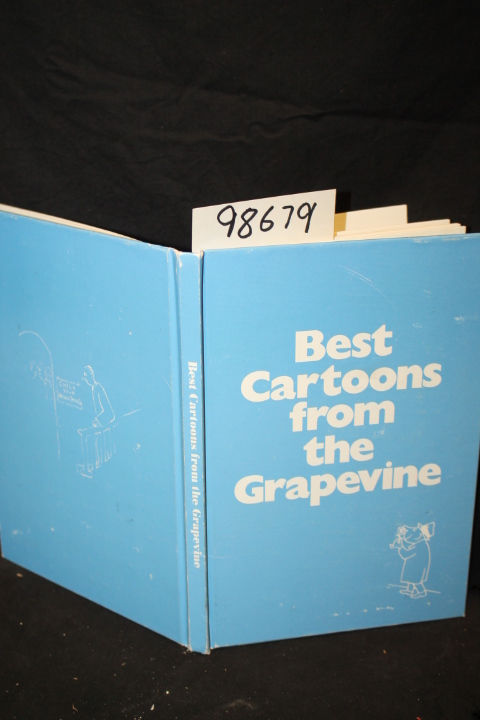 98679
Best
Cartoons
from
the
Grapevine
Best Cartoons from the Grapevine